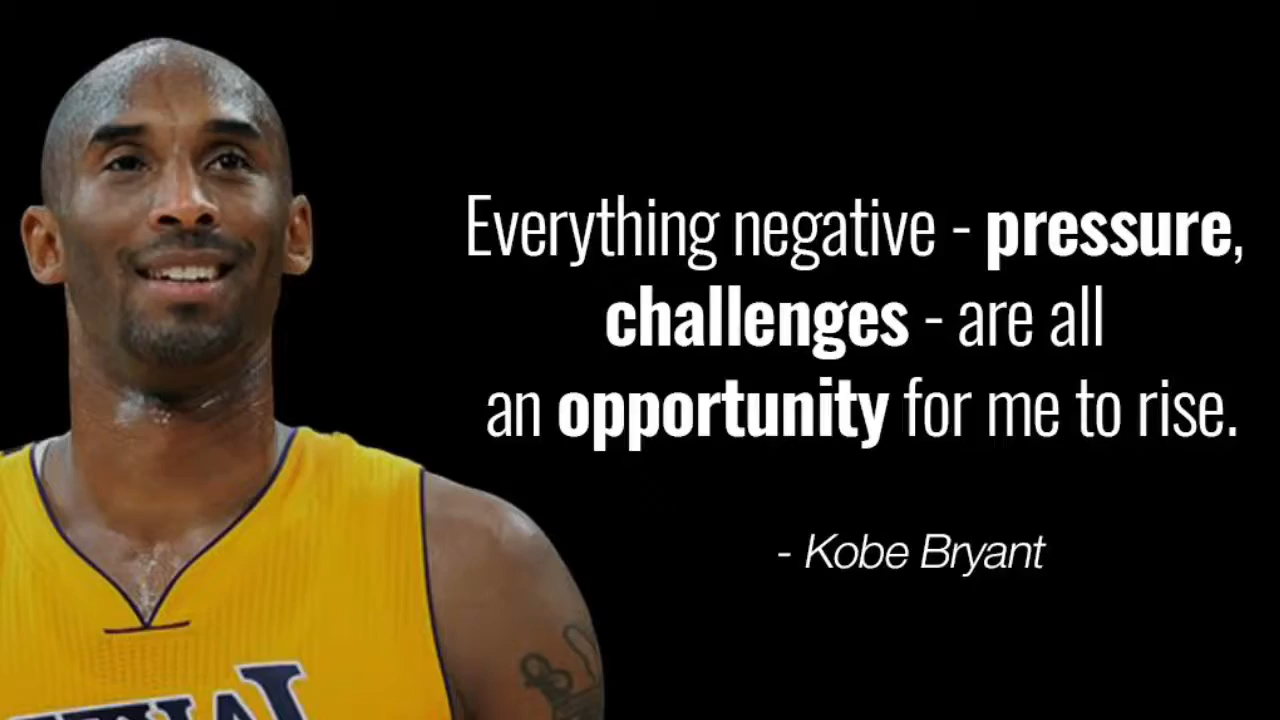 Everything negative - pressure,
challenges - are all
an opportunity for me to rise.
- Kobe Bryant